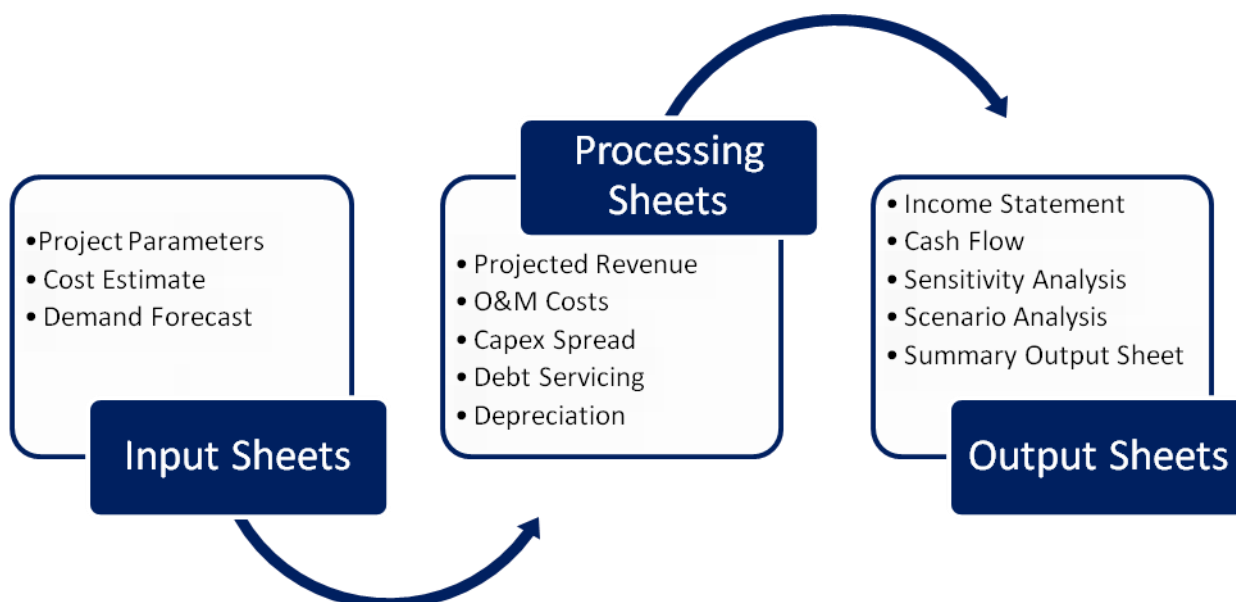 •Project Parameters
• Cost Estimate
• Demand Forecast
Input Sheets
Processing
Sheets
• Projected Revenue
• O&M Costs
• Capex Spread
• Debt Servicing
• Depreciation
• Income Statement
• Cash Flow
• Sensitivity Analysis
• Scenario Analysis
• Summary Output Sheet
Output Sheets